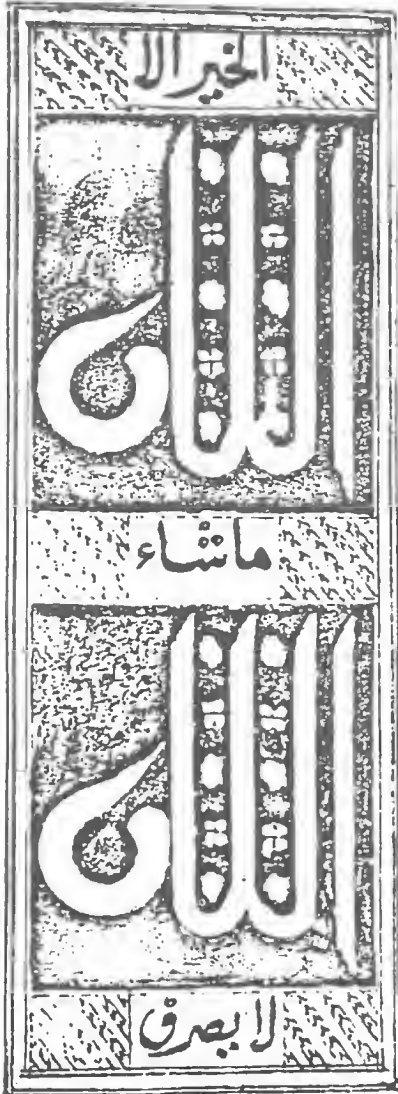 الخير الا
الله
ماشاء
الله
لا بصرق